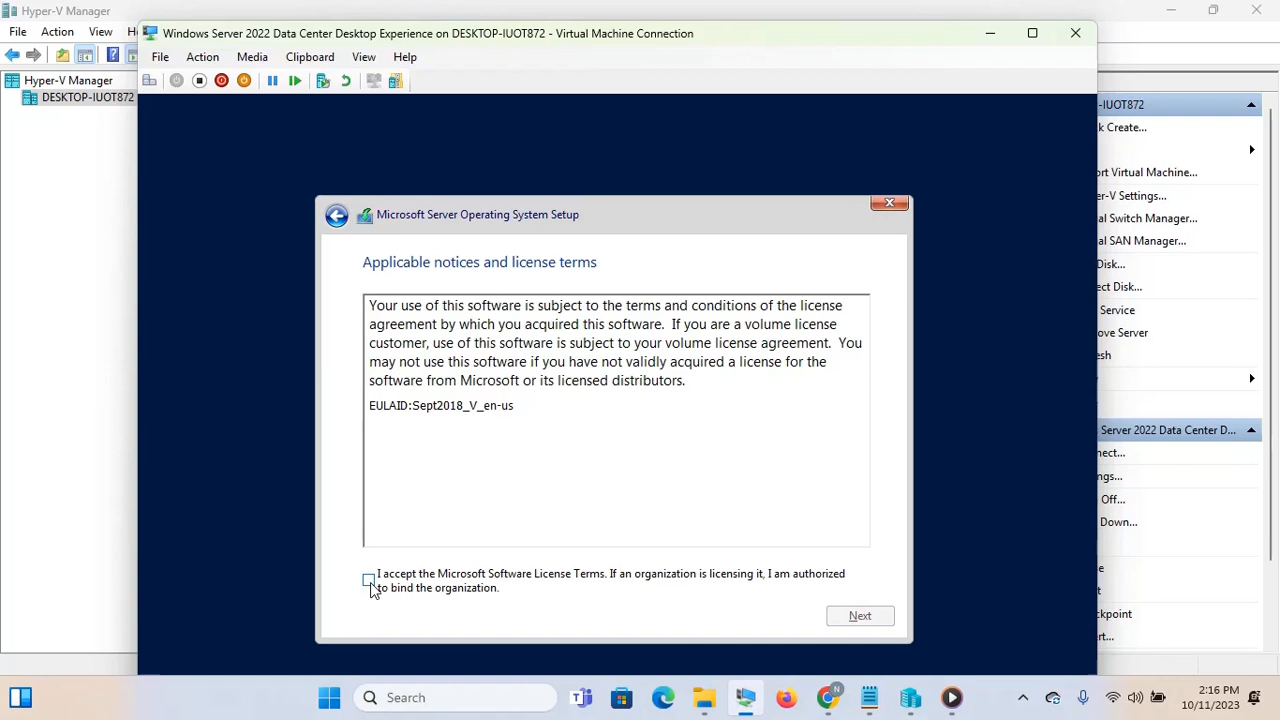 Hyper-V Manager
File Action View
Windows Server 2022 Data Center Desktop Experience on DESKTOP-IUOT872 - Virtual Machine Connection
File Action Media Clipboard View Help
Hyper-V Manager
DESKTOP-IUOT872
Microsoft Server Operating System Setup
Applicable notices and license terms
Your use of this software is subject to the terms and conditions of the license
agreement by which you acquired this software. If you are a volume license
customer, use of this software is subject to your volume license agreement. You
may not use this software if you have not validly acquired a license for the
software from Microsoft or its licensed distributors.
EULAID:Sept2018_V_en-us
I accept the Microsoft Software License Terms. If an organization is licensing it, I am authorized
to bind the organization.
Next
-IUOT872
k Create...
ort Virtual Machine...
er-V Settings...
al Switch Manager...
al SAN Manager...
Disk...
ect Disk...
Service
ove Server
esh
Server 2022 Data Center D...
nect...
ngs...
Off...
Down...
ckpoint
ert...
Search
2:16 PM
10/11/2023